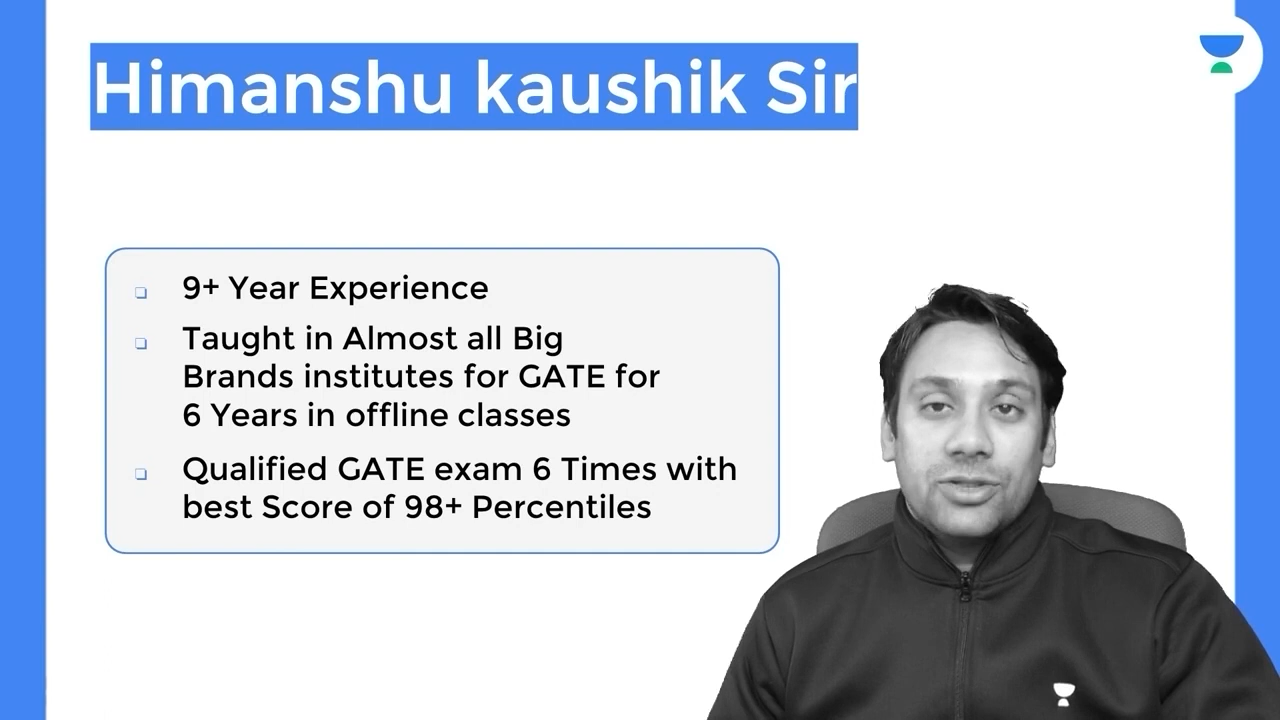 Himanshu kaushik Sir
9+ Year Experience
Taught in Almost all Big
Brands institutes for GATE for
6 Years in offline classes
Qualified GATE exam 6 Times with
best Score of 98+ Percentiles